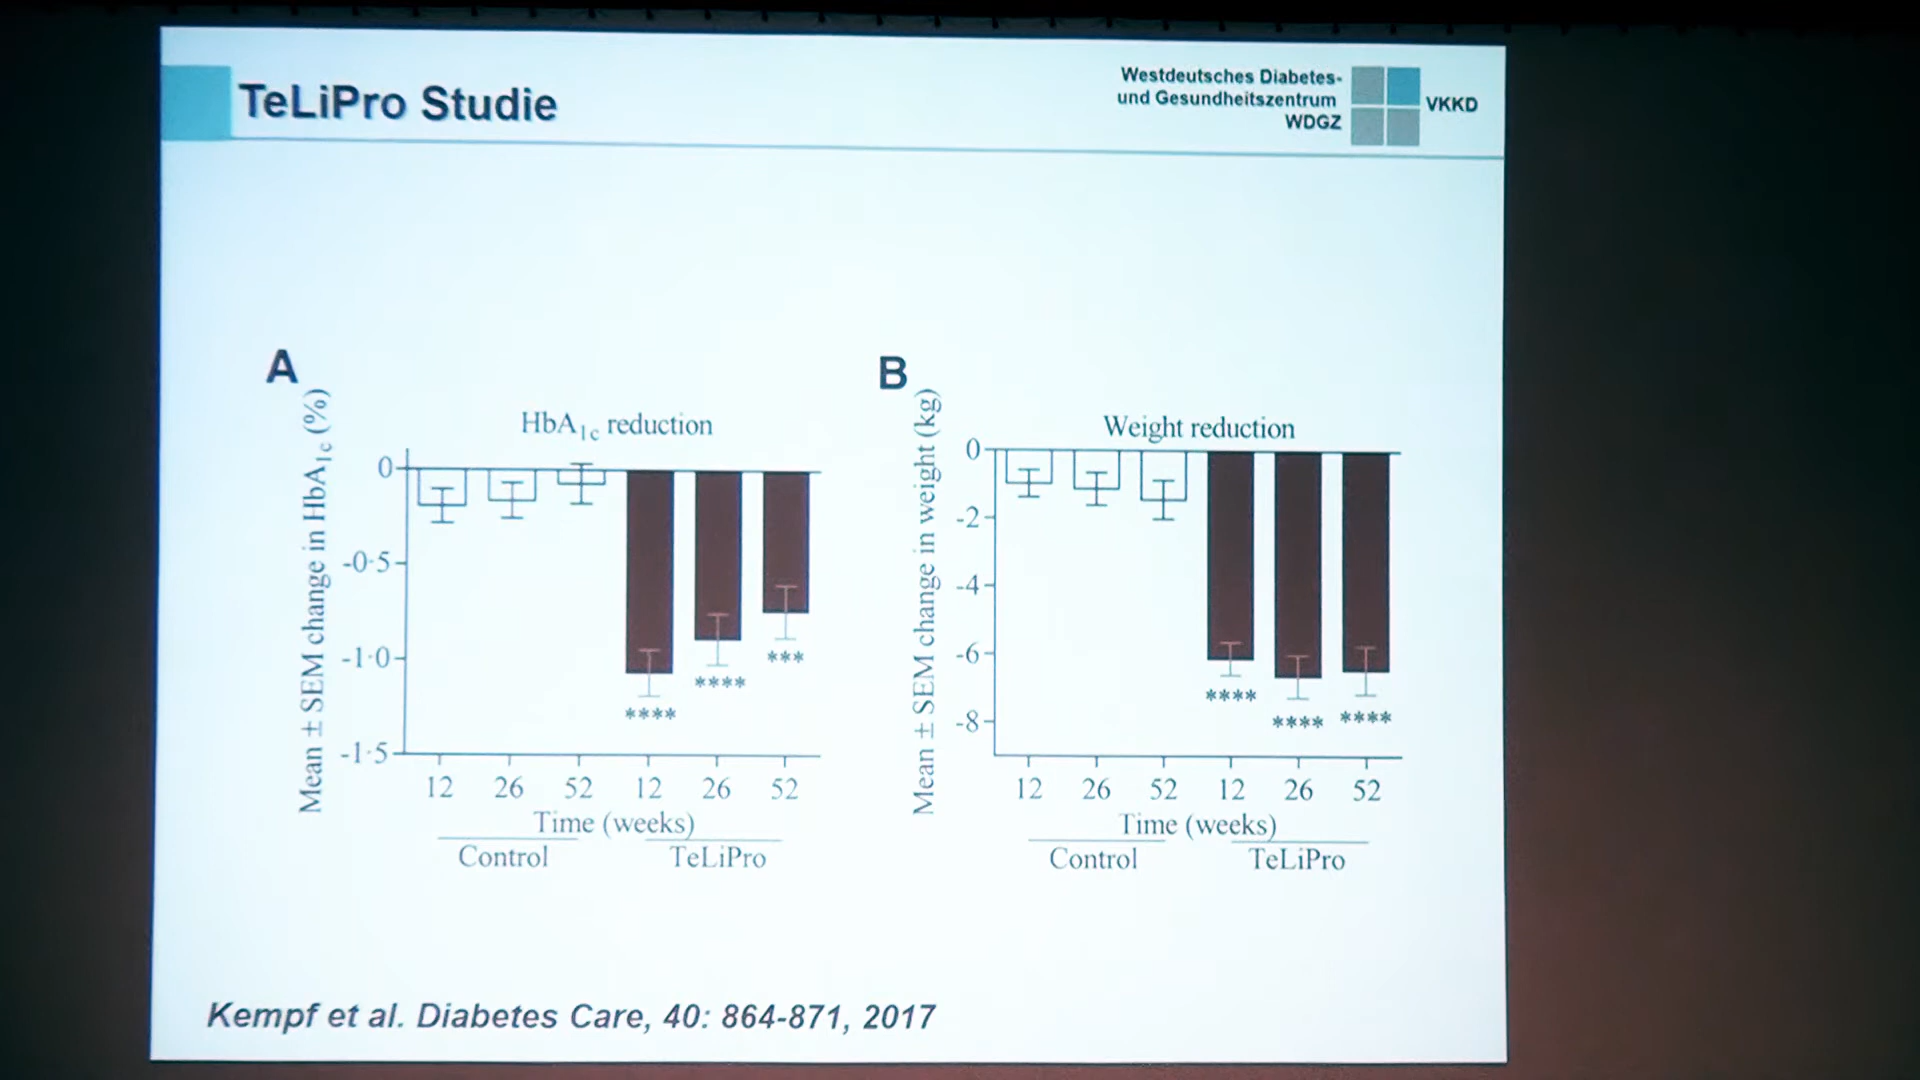 TeLiPro Studie
Westdeutsches Diabetes-
und Gesundheitszentrum
WDGZ
VKKD
A
HbA1c reduction
Mean ± SEM change in HbA1c (%)
0
-0·5
-1·0
-1·5
****
****
***
12 26 52 12 26 52
Time (weeks)
Control TeLiPro
B
Weight reduction
Mean ± SEM change in weight (kg)
0
-2
-4
-6
-8
****
****
****
12 26 52 12 26 52
Time (weeks)
Control TeLiPro
Kempf et al. Diabetes Care, 40: 864-871, 2017